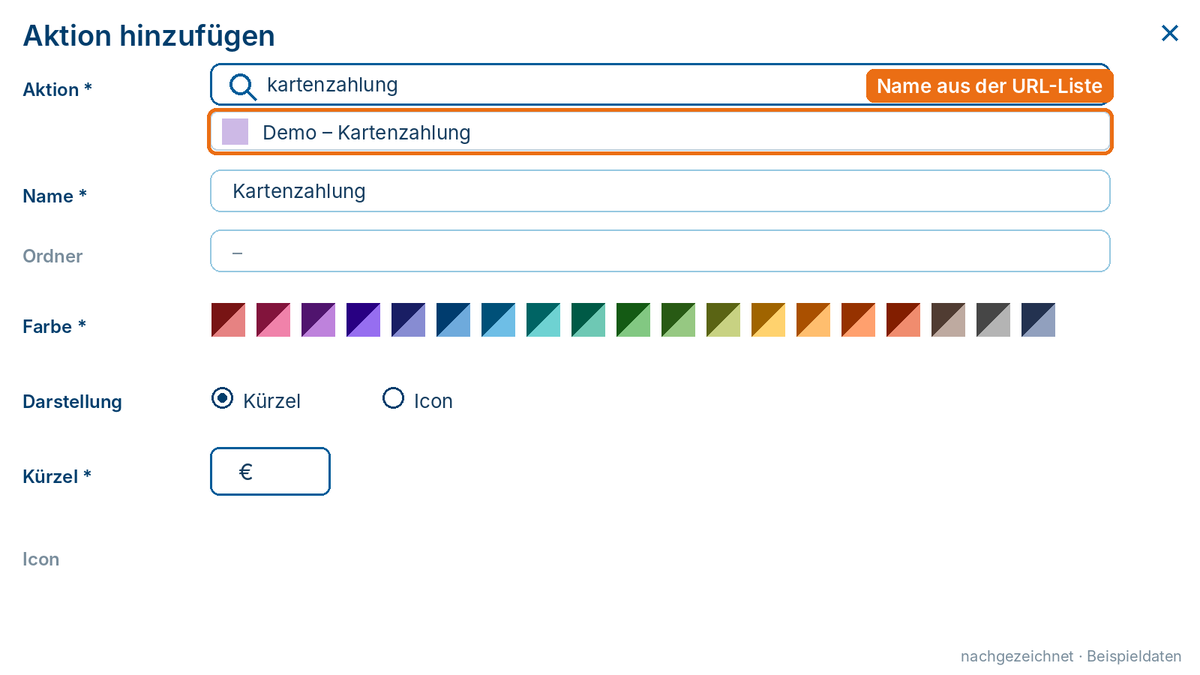 Aktion hinzufügen
Aktion *
kartenzahlung
Name aus der URL-Liste
Demo – Kartenzahlung
Name *
Kartenzahlung
Ordner
–
Farbe *
Darstellung
Kürzel
Icon
Kürzel *
€
Icon
nachgezeichnet · Beispieldaten